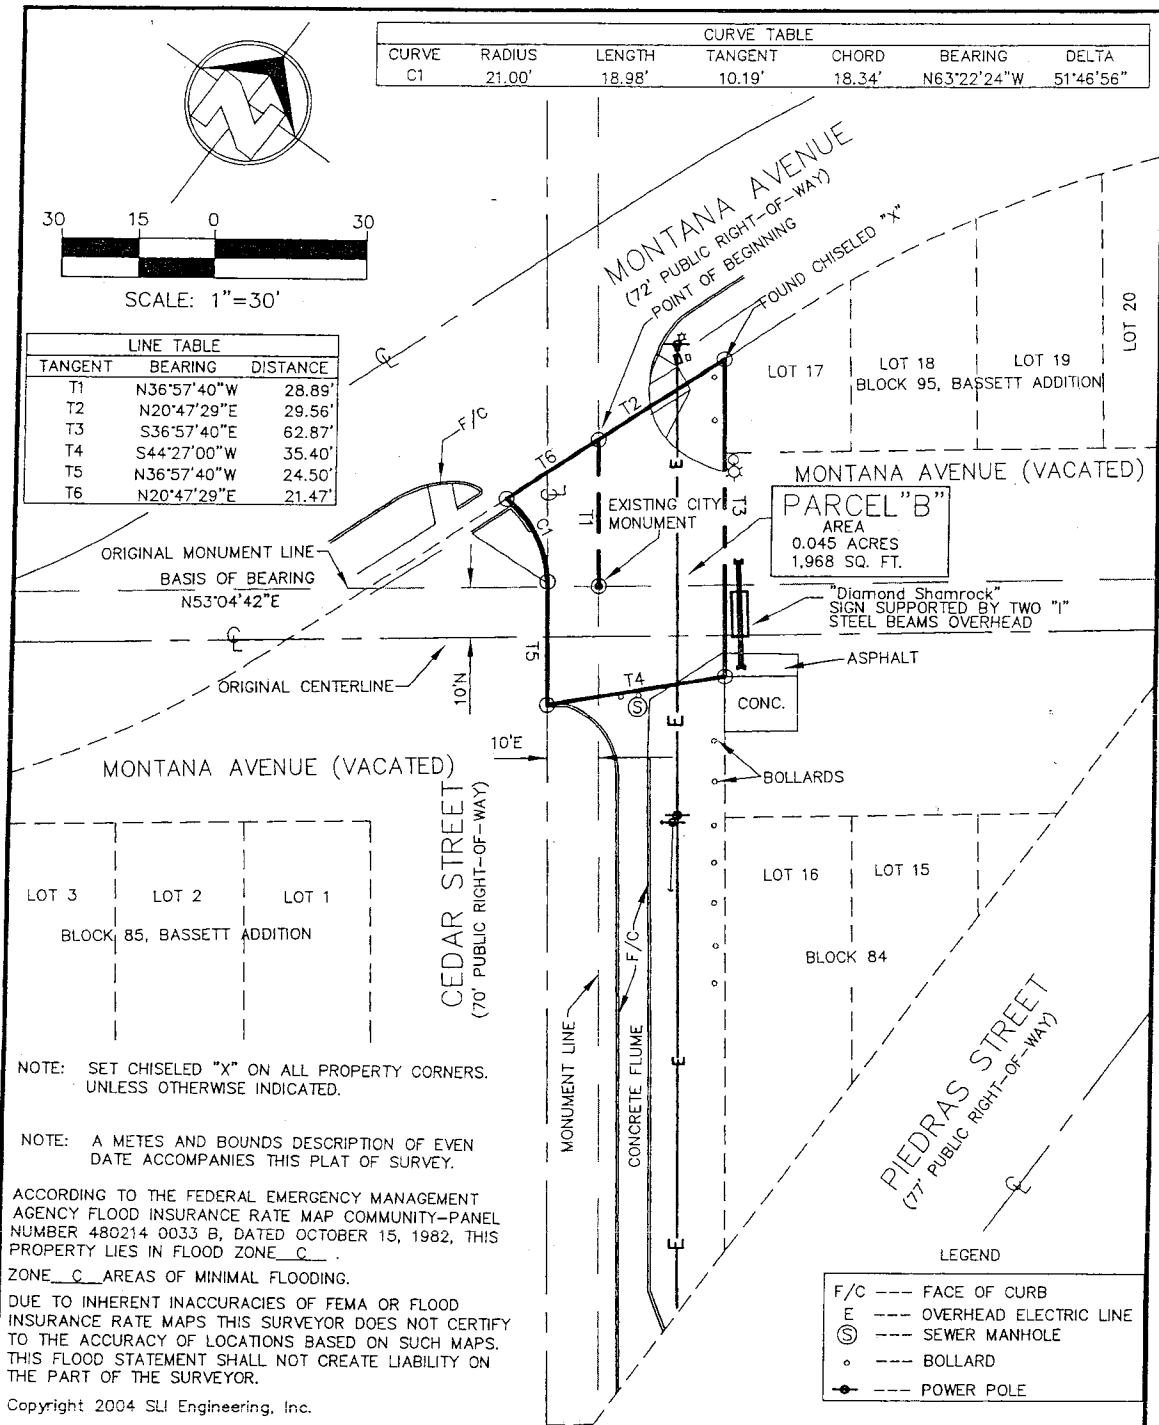 CURVE TABLE
CURVE RADIUS LENGTH TANGENT CHORD BEARING DELTA
C1 21.00' 18.98' 10.19' 18.34' N63°22'24"W 51°46'56"
30 15 0 30
SCALE: 1"=30'
LINE TABLE
TANGENT BEARING DISTANCE
T1 N36°57'40"W 28.89'
T2 N20°47'29"E 29.56'
T3 S36°57'40"E 62.87'
T4 S44°27'00"W 35.40'
T5 N36°57'40"W 24.50'
T6 N20°47'29"E 21.47'
MONTANA AVENUE
(72' PUBLIC RIGHT-OF-WAY)
POINT OF BEGINNING
FOUND CHISELED "X"
LOT 17
LOT 18
LOT 19
LOT 20
BLOCK 95, BASSETT ADDITION
MONTANA AVENUE (VACATED)
F/C
T2
T6
C1
T1
T3
E
EXISTING CITY
MONUMENT
PARCEL"B"
AREA
0.045 ACRES
1,968 SQ. FT.
ORIGINAL MONUMENT LINE
BASIS OF BEARING
N53°04'42"E
"Diamond Shamrock"
SIGN SUPPORTED BY TWO "I"
STEEL BEAMS OVERHEAD
ORIGINAL CENTERLINE
10'N
T5
T4
S
ASPHALT
CONC.
E
10'E
BOLLARDS
MONTANA AVENUE (VACATED)
CEDAR STREET
(70' PUBLIC RIGHT-OF-WAY)
LOT 3
LOT 2
LOT 1
BLOCK 85, BASSETT ADDITION
LOT 16
LOT 15
BLOCK 84
F/C
MONUMENT LINE
CONCRETE FLUME
E
E
PIEDRAS STREET
(77' PUBLIC RIGHT-OF-WAY)
NOTE: SET CHISELED "X" ON ALL PROPERTY CORNERS.
UNLESS OTHERWISE INDICATED.
NOTE: A METES AND BOUNDS DESCRIPTION OF EVEN
DATE ACCOMPANIES THIS PLAT OF SURVEY.
ACCORDING TO THE FEDERAL EMERGENCY MANAGEMENT
AGENCY FLOOD INSURANCE RATE MAP COMMUNITY-PANEL
NUMBER 480214 0033 B, DATED OCTOBER 15, 1982, THIS
PROPERTY LIES IN FLOOD ZONE C .
ZONE C AREAS OF MINIMAL FLOODING.
DUE TO INHERENT INACCURACIES OF FEMA OR FLOOD
INSURANCE RATE MAPS THIS SURVEYOR DOES NOT CERTIFY
TO THE ACCURACY OF LOCATIONS BASED ON SUCH MAPS.
THIS FLOOD STATEMENT SHALL NOT CREATE LIABILITY ON
THE PART OF THE SURVEYOR.
Copyright 2004 SLI Engineering, Inc.
LEGEND
F/C --- FACE OF CURB
E --- OVERHEAD ELECTRIC LINE
S --- SEWER MANHOLE
--- BOLLARD
--- POWER POLE